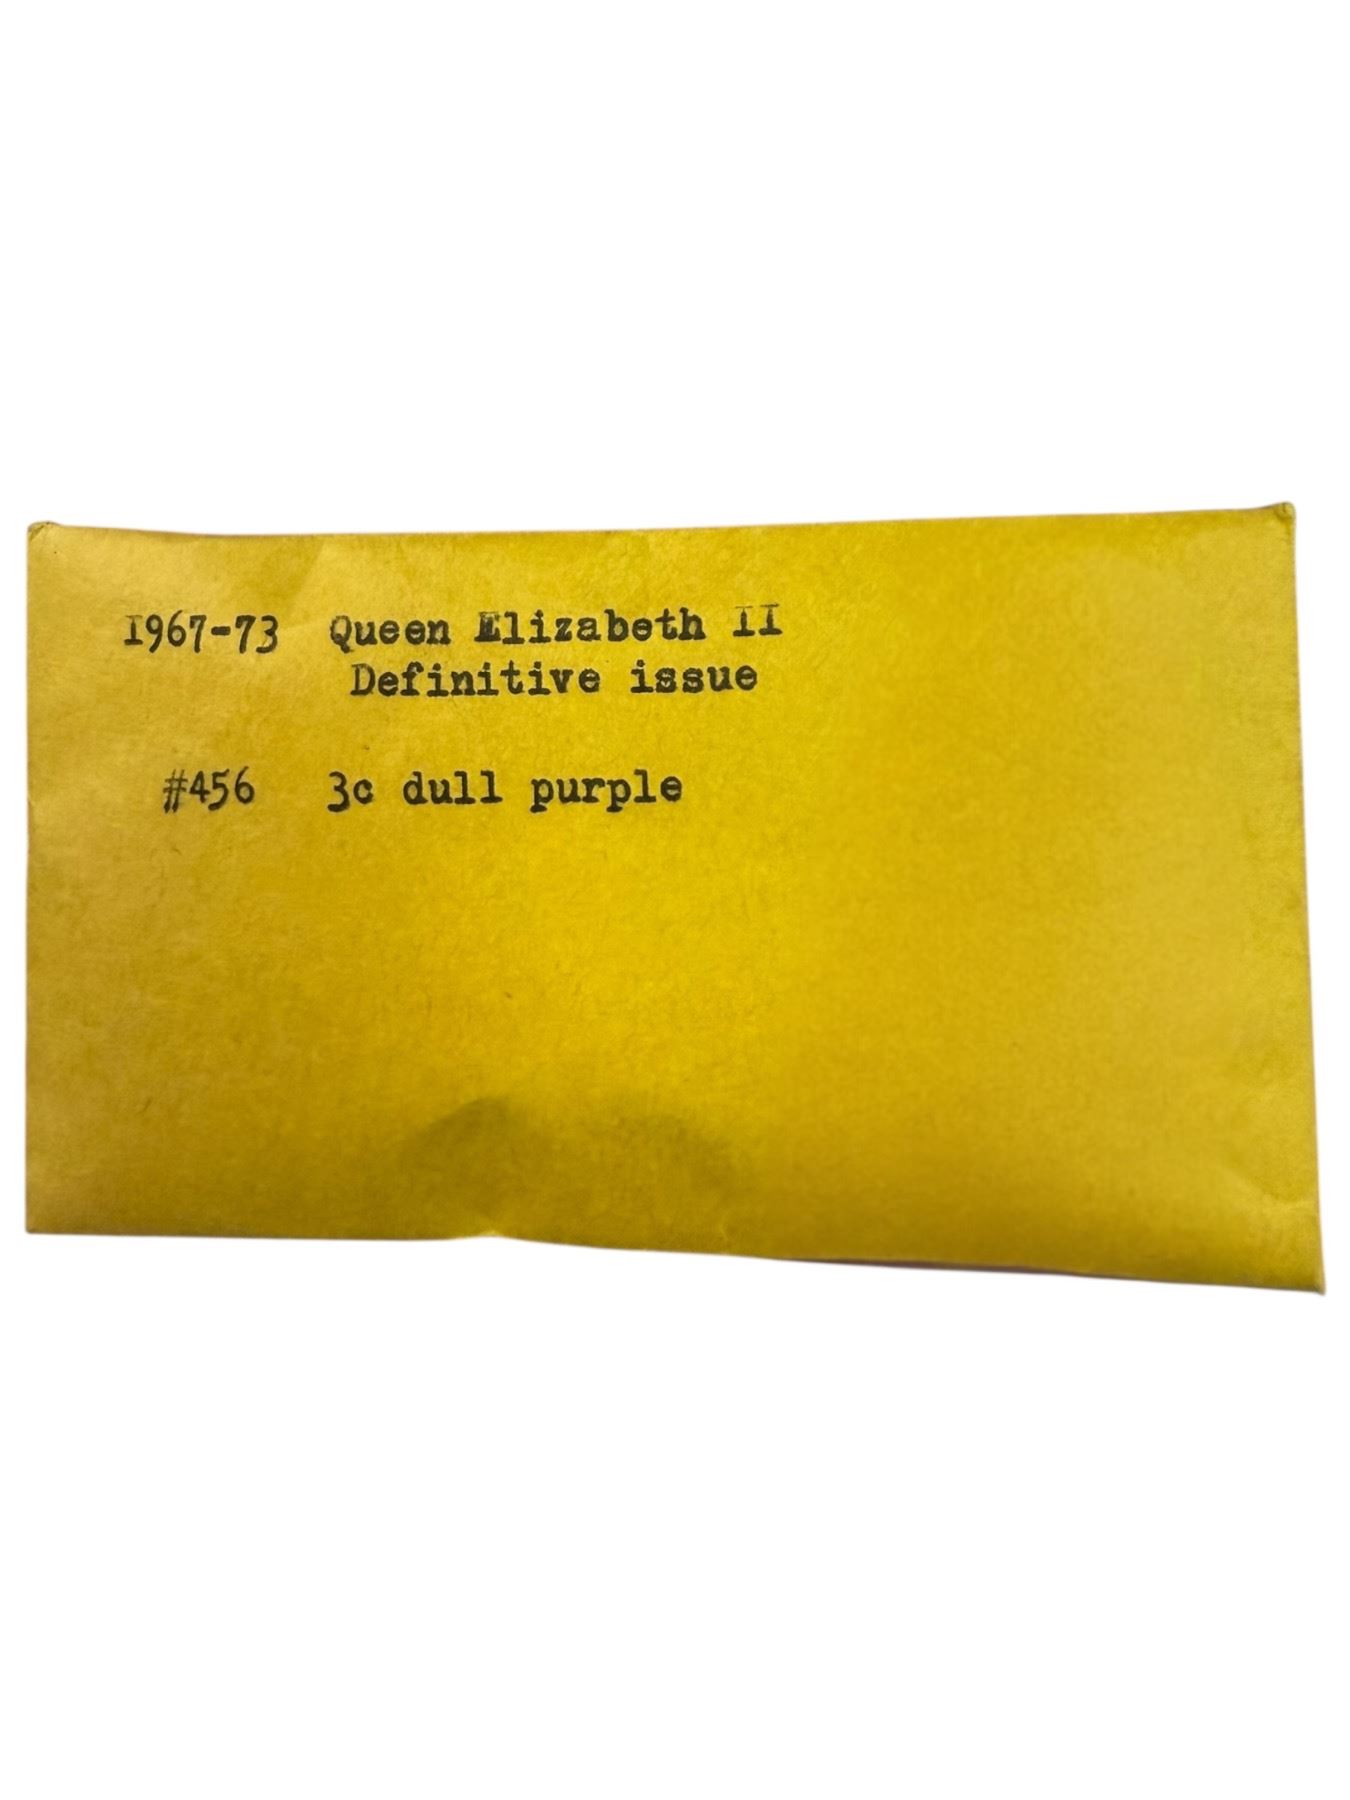 1967-73 Queen Elizabeth II
Definitive issue
#456 3c dull purple